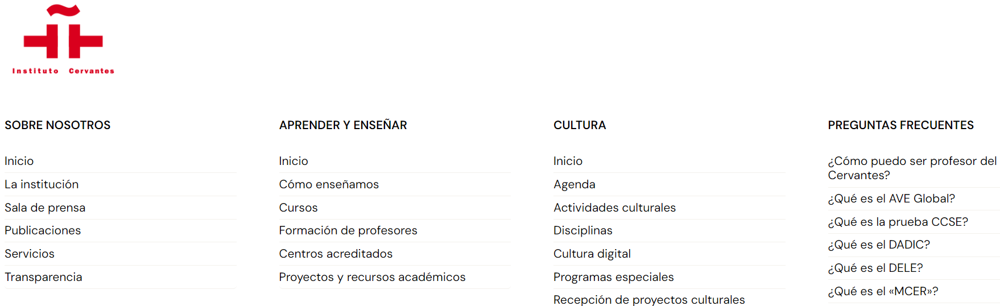 Instituto Cervantes
SOBRE NOSOTROS
Inicio
La institución
Sala de prensa
Publicaciones
Servicios
Transparencia
APRENDER Y ENSEÑAR
Inicio
Cómo enseñamos
Cursos
Formación de profesores
Centros acreditados
Proyectos y recursos académicos
CULTURA
Inicio
Agenda
Actividades culturales
Disciplinas
Cultura digital
Programas especiales
Recepción de proyectos culturales
PREGUNTAS FRECUENTES
¿Cómo puedo ser profesor del
Cervantes?
¿Qué es el AVE Global?
¿Qué es la prueba CCSE?
¿Qué es el DADIC?
¿Qué es el DELE?
¿Qué es el «MCER»?